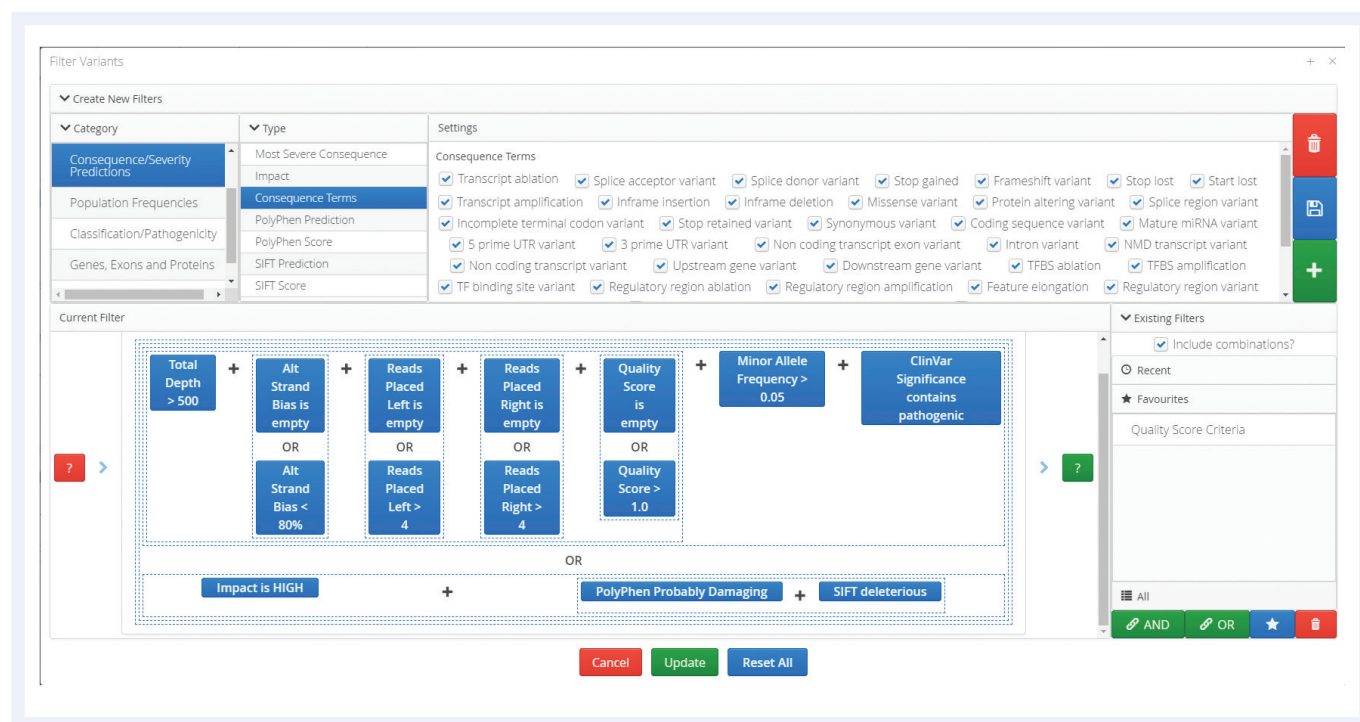 Filter Variants
+ ×
Create New Filters
Category
Type
Settings
Consequence/Severity
Predictions
Population Frequencies
Classification/Pathogenicity
Genes, Exons and Proteins
Most Severe Consequence
Impact
Consequence Terms
PolyPhen Prediction
PolyPhen Score
SIFT Prediction
SIFT Score
Consequence Terms
Transcript ablation Splice acceptor variant Splice donor variant Stop gained Frameshift variant Stop lost Start lost
Transcript amplification Inframe insertion Inframe deletion Missense variant Protein altering variant Splice region variant
Incomplete terminal codon variant Stop retained variant Synonymous variant Coding sequence variant Mature miRNA variant
5 prime UTR variant 3 prime UTR variant Non coding transcript exon variant Intron variant NMD transcript variant
Non coding transcript variant Upstream gene variant Downstream gene variant TFBS ablation TFBS amplification
TF binding site variant Regulatory region ablation Regulatory region amplification Feature elongation Regulatory region variant
+
Current Filter
?
Total
Depth
> 500
+
Alt
Strand
Bias is
empty
OR
Alt
Strand
Bias <
80%
+
Reads
Placed
Left is
empty
OR
Reads
Placed
Left >
4
+
Reads
Placed
Right is
empty
OR
Reads
Placed
Right >
4
+
Quality
Score
is
empty
OR
Quality
Score >
1.0
+
Minor Allele
Frequency >
0.05
+
ClinVar
Significance
contains
pathogenic
OR
Impact is HIGH + PolyPhen Probably Damaging + SIFT deleterious
?
Existing Filters
Include combinations?
Recent
Favourites
Quality Score Criteria
All
AND OR
Cancel Update Reset All